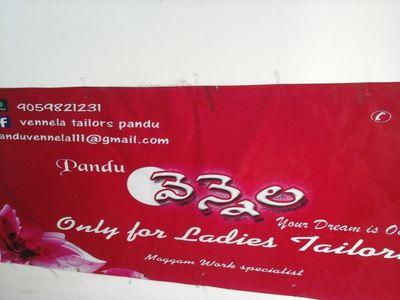 9059821231
vennela tailors pandu
anduvennela111@gmail.com
Pandu
వెన్నెల
Your Dream is O
Only for Ladies Tailor
Maggam Work specialist